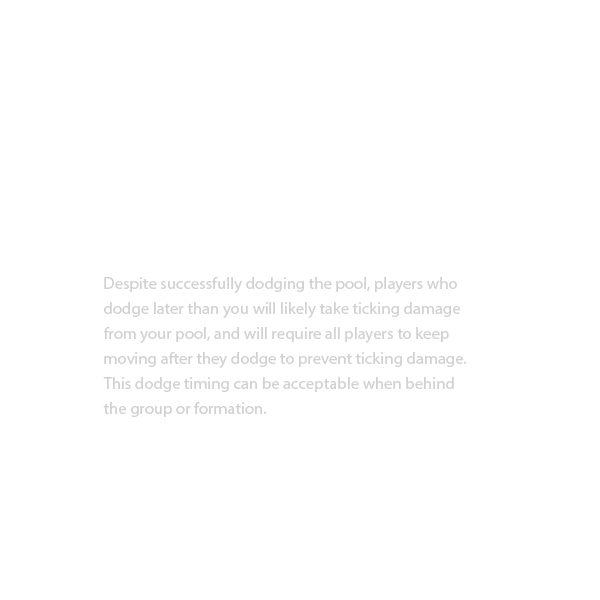 Despite successfully dodging the pool, players who
dodge later than you will likely take ticking damage
from your pool, and will require all players to keep
moving after they dodge to prevent ticking damage.
This dodge timing can be acceptable when behind
the group or formation.